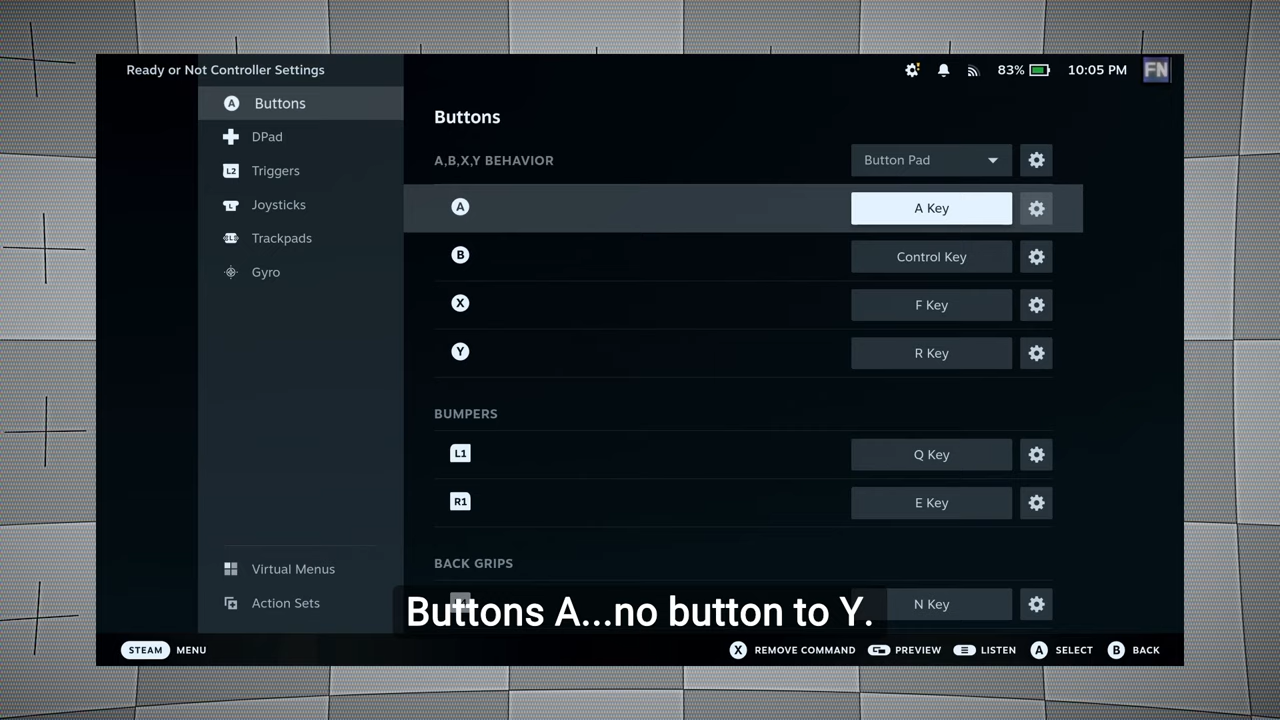 Ready or Not Controller Settings
83%
10:05 PM
FN
A Buttons
DPad
L2 Triggers
L Joysticks
Trackpads
Gyro
Virtual Menus
Action Sets
Buttons
A,B,X,Y BEHAVIOR
Button Pad
A
A Key
B
Control Key
X
F Key
Y
R Key
BUMPERS
L1
Q Key
R1
E Key
BACK GRIPS
N Key
Buttons A...no button to Y.
STEAM MENU
X REMOVE COMMAND
PREVIEW
LISTEN
A SELECT
B BACK